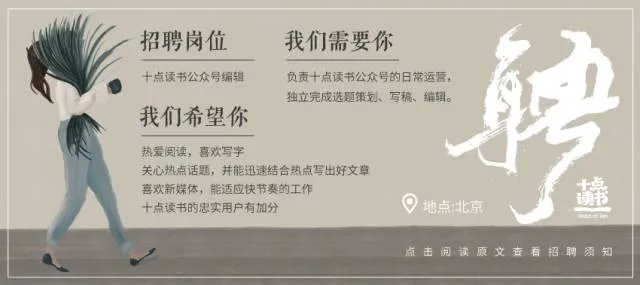 招聘岗位
十点读书公众号编辑
我们需要你
负责十点读书公众号的日常运营，
独立完成选题策划、写稿、编辑。
我们希望你
热爱阅读，喜欢写字
关心热点话题，并能迅速结合热点写出好文章
喜欢新媒体，能适应快节奏的工作
十点读书的忠实用户有加分
聘
十点
读书
地点:北京
点击阅读原文查看招聘须知